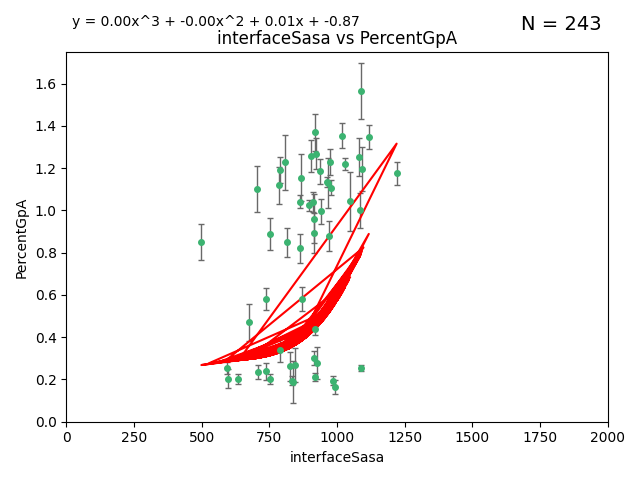 y = 0.00x^3 + -0.00x^2 + 0.01x + -0.87
N = 243
interfaceSasa vs PercentGpA
PercentGpA
1.6
1.4
1.2
1.0
0.8
0.6
0.4
0.2
0.0
0 250 500 750 1000 1250 1500 1750 2000
interfaceSasa